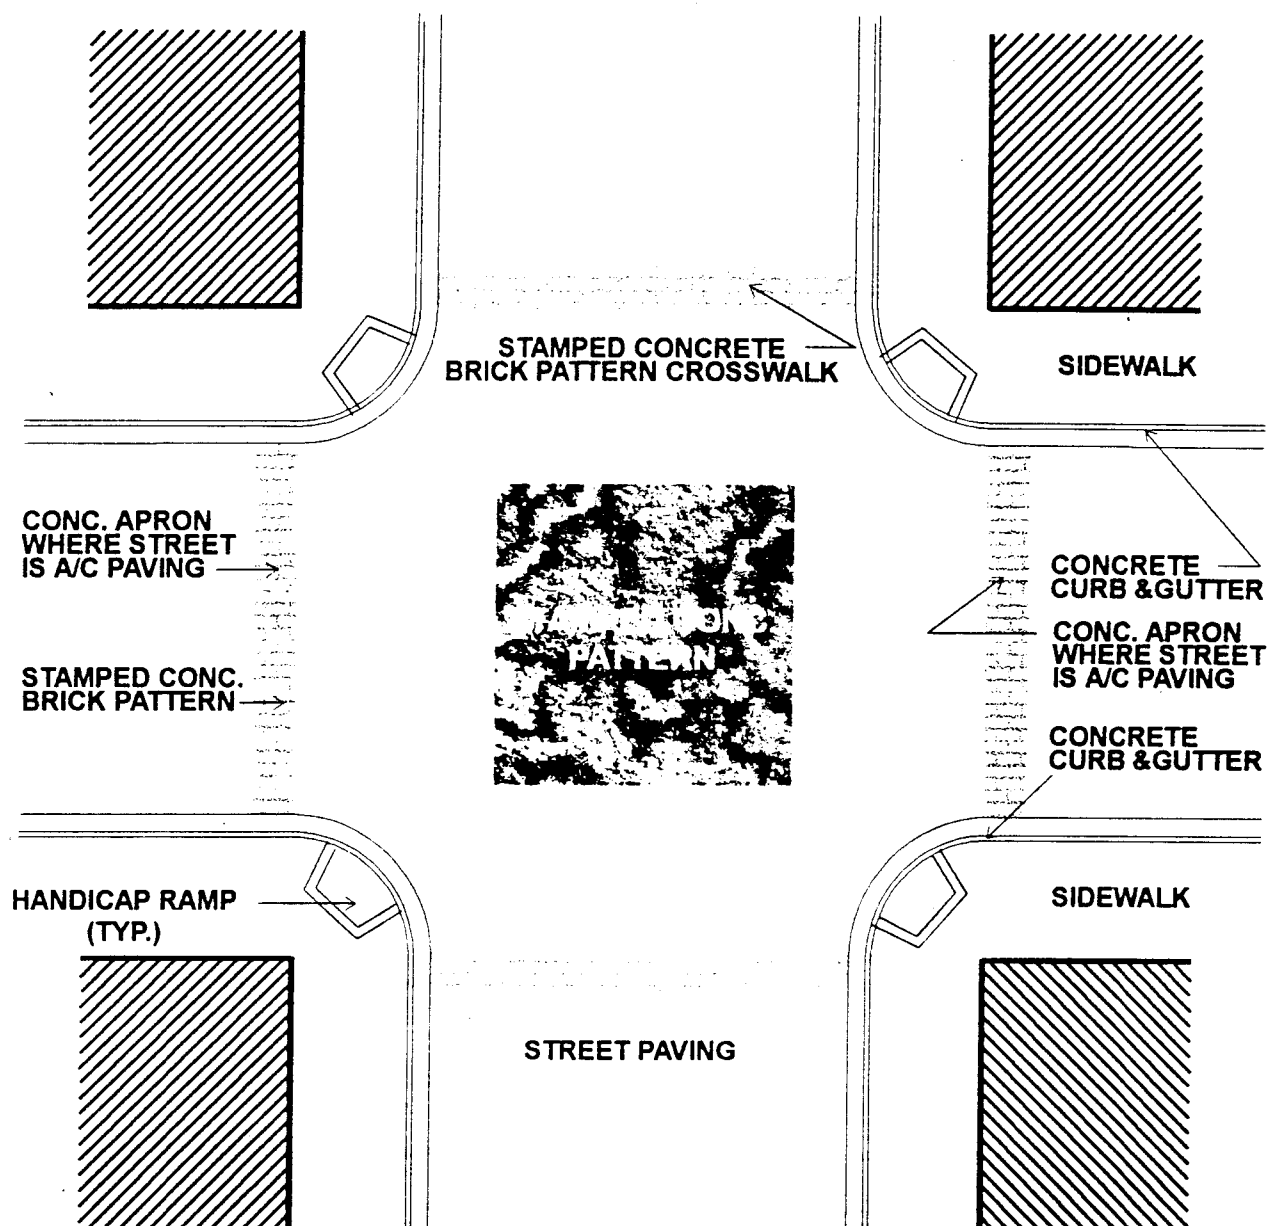 STAMPED CONCRETE
BRICK PATTERN CROSSWALK
SIDEWALK
CONC. APRON
WHERE STREET
IS A/C PAVING
STAMPED CONC.
BRICK PATTERN
PATTERN
CONCRETE
CURB &GUTTER
CONC. APRON
WHERE STREET
IS A/C PAVING
CONCRETE
CURB &GUTTER
HANDICAP RAMP
(TYP.)
SIDEWALK
STREET PAVING